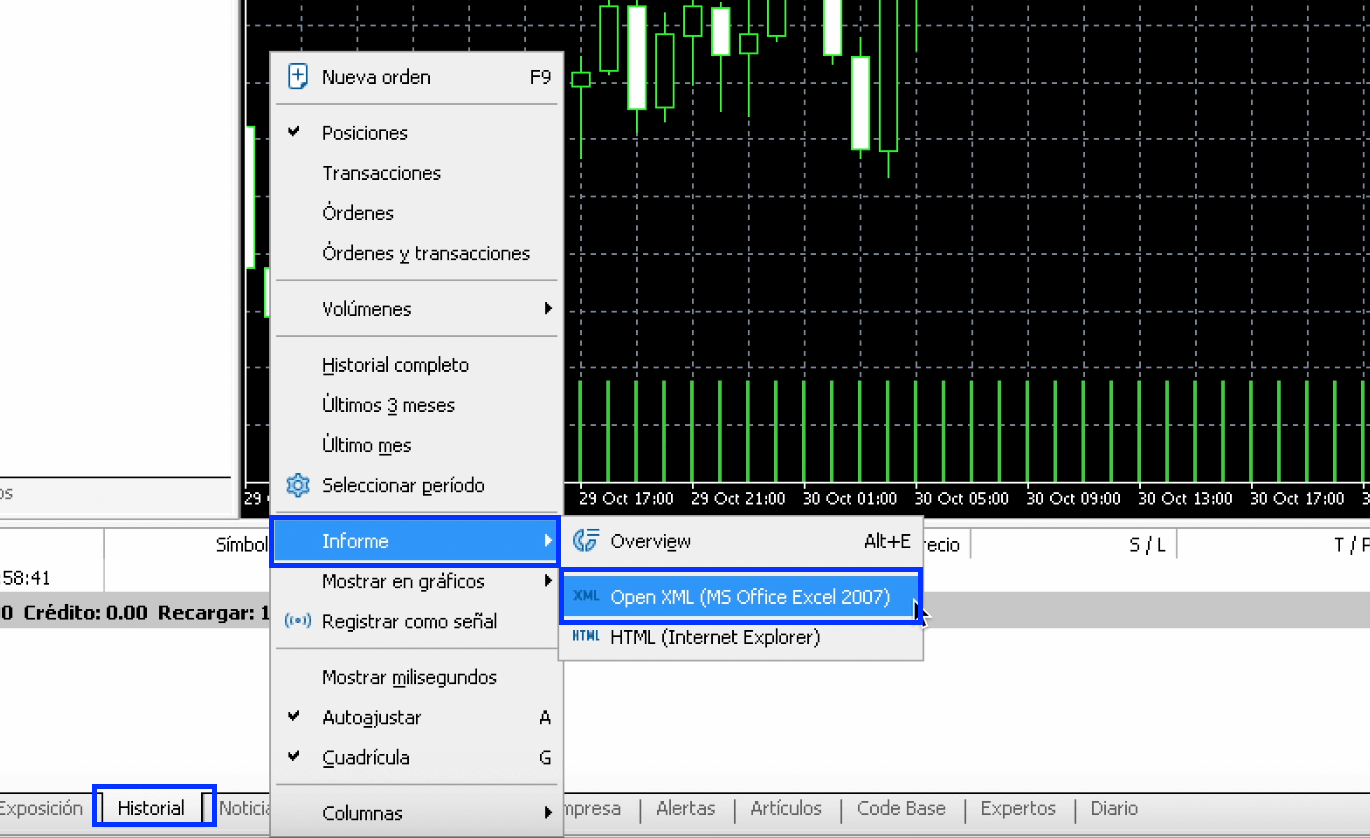 Nueva orden F9
Posiciones
Transacciones
Órdenes
Órdenes y transacciones
Volúmenes
Historial completo
Últimos 3 meses
Último mes
Seleccionar período
29 29 Oct 17:00 29 Oct 21:00 30 Oct 01:00 30 Oct 05:00 30 Oct 09:00 30 Oct 13:00 30 Oct 17:00
Informe
Overview Alt+E
Símbol recio S / L T / P
:58:41
Mostrar en gráficos
XML Open XML (MS Office Excel 2007)
0 Crédito: 0.00 Recargar: 1
Registrar como señal
HTML HTML (Internet Explorer)
Mostrar milisegundos
Autoajustar A
Cuadrícula G
Columnas
Exposición Historial Noticia mpresa Alertas Artículos Code Base Expertos Diario